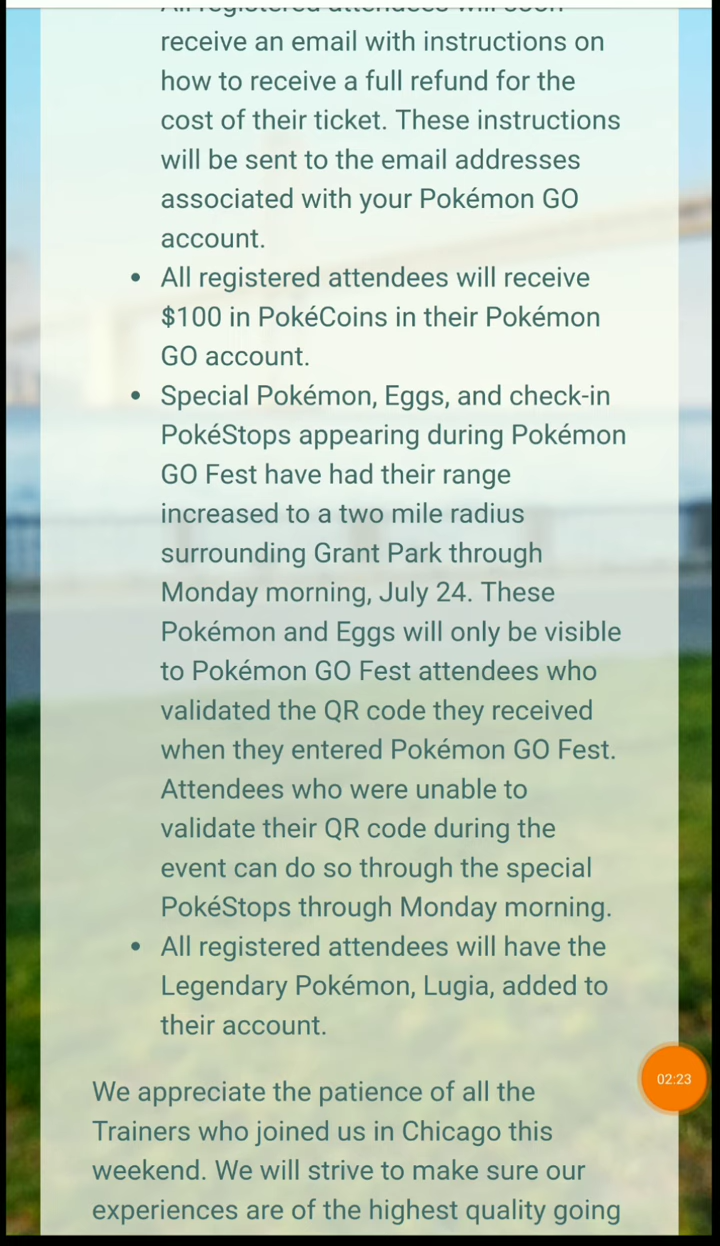 All registered attendees will soon
receive an email with instructions on
how to receive a full refund for the
cost of their ticket. These instructions
will be sent to the email addresses
associated with your Pokémon GO
account.
• All registered attendees will receive
$100 in PokéCoins in their Pokémon
GO account.
• Special Pokémon, Eggs, and check-in
PokéStops appearing during Pokémon
GO Fest have had their range
increased to a two mile radius
surrounding Grant Park through
Monday morning, July 24. These
Pokémon and Eggs will only be visible
to Pokémon GO Fest attendees who
validated the QR code they received
when they entered Pokémon GO Fest.
Attendees who were unable to
validate their QR code during the
event can do so through the special
PokéStops through Monday morning.
• All registered attendees will have the
Legendary Pokémon, Lugia, added to
their account.
02:23
We appreciate the patience of all the
Trainers who joined us in Chicago this
weekend. We will strive to make sure our
experiences are of the highest quality going